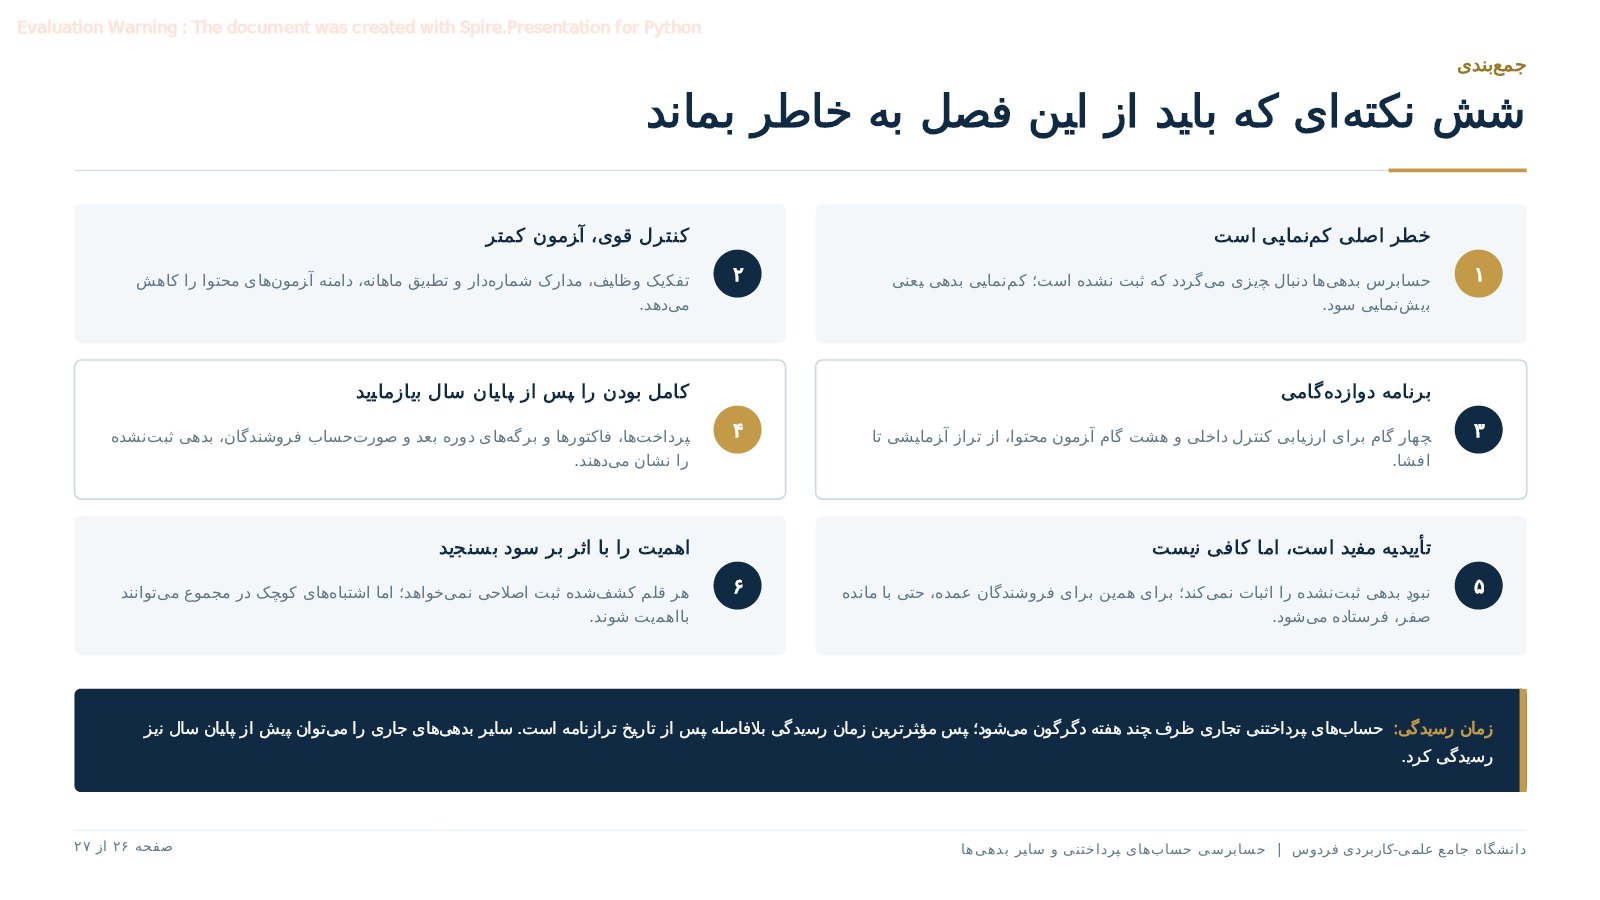 Evaluation Warning : The document was created with Spire.Presentation for Python
جمع‌بندی
شش نکته‌ای که باید از این فصل به خاطر بماند
۱
خطر اصلی کم‌نمایی است
حسابرس بدهی‌ها دنبال چیزی می‌گردد که ثبت نشده است؛ کم‌نمایی بدهی یعنی
بیش‌نمایی سود.
۲
کنترل قوی، آزمون کمتر
تفکیک وظایف، مدارک شماره‌دار و تطبیق ماهانه، دامنه آزمون‌های محتوا را کاهش
می‌دهد.
۳
برنامه دوازده‌گامی
چهار گام برای ارزیابی کنترل داخلی و هشت گام آزمون محتوا، از تراز آزمایشی تا
افشا.
۴
کامل بودن را پس از پایان سال بیازمایید
پرداخت‌ها، فاکتورها و برگه‌های دوره بعد و صورت‌حساب فروشندگان، بدهی ثبت‌نشده
را نشان می‌دهند.
۵
تأییدیه مفید است، اما کافی نیست
نبودِ بدهی ثبت‌نشده را اثبات نمی‌کند؛ برای همین برای فروشندگان عمده، حتی با مانده
صفر، فرستاده می‌شود.
۶
اهمیت را با اثر بر سود بسنجید
هر قلم کشف‌شده ثبت اصلاحی نمی‌خواهد؛ اما اشتباه‌های کوچک در مجموع می‌توانند
بااهمیت شوند.
زمان رسیدگی: حساب‌های پرداختنی تجاری ظرف چند هفته دگرگون می‌شود؛ پس مؤثرترین زمان رسیدگی بلافاصله پس از تاریخ ترازنامه است. سایر بدهی‌های جاری را می‌توان پیش از پایان سال نیز
رسیدگی کرد.
دانشگاه جامع علمی-کاربردی فردوس | حسابرسی حساب‌های پرداختنی و سایر بدهی‌ها
صفحه ۲۶ از ۲۷